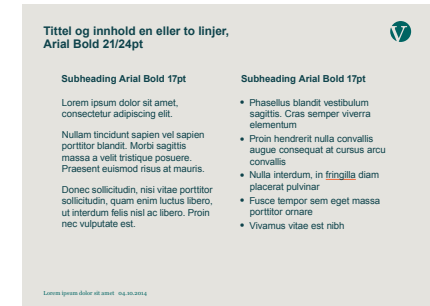 Tittel og innhold en eller to linjer,
Arial Bold 21/24pt
Subheading Arial Bold 17pt
Lorem ipsum dolor sit amet,
consectetur adipiscing elit.
Nullam tincidunt sapien vel sapien
porttitor blandit. Morbi sagittis
massa a velit tristique posuere.
Praesent euismod risus at mauris.
Donec sollicitudin, nisi vitae porttitor
sollicitudin, quam enim luctus libero,
ut interdum felis nisl ac libero. Proin
nec vulputate est.
Subheading Arial Bold 17pt
• Phasellus blandit vestibulum
sagittis. Cras semper viverra
elementum
• Proin hendrerit nulla convallis
augue consequat at cursus arcu
convallis
• Nulla interdum, in fringilla diam
placerat pulvinar
• Fusce tempor sem eget massa
porttitor ornare
• Vivamus vitae est nibh
Lorem ipsum dolor sit amet 04.10.2014